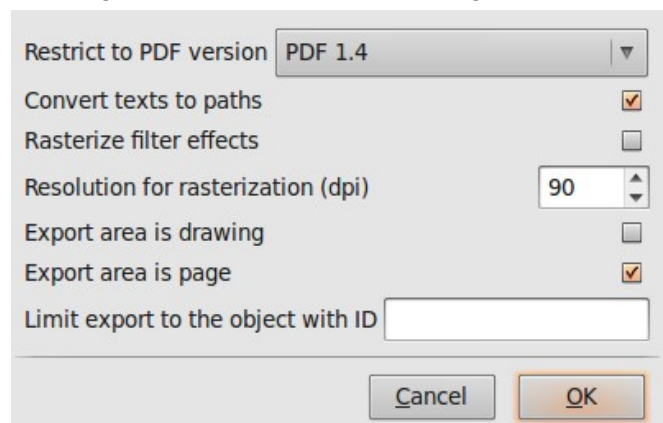 Restrict to PDF version PDF 1.4
Convert texts to paths
Rasterize filter effects
Resolution for rasterization (dpi) 90
Export area is drawing
Export area is page
Limit export to the object with ID
Cancel OK